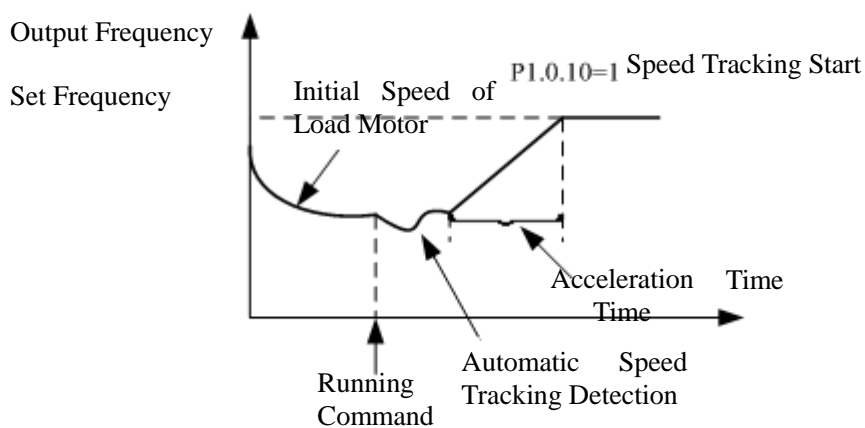 Output Frequency
P1.0.10=1 Speed Tracking Start
Set Frequency
Initial Speed of
Load Motor
Acceleration Time
Time
Automatic Speed
Tracking Detection
Running
Command